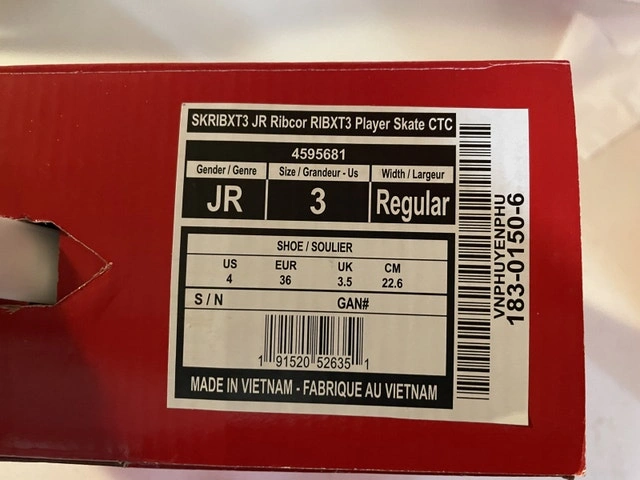 SKRIBXT3 JR Ribcor RIBXT3 Player Skate CTC
4595681
Gender / Genre Size / Grandeur - Us Width / Largeur
JR 3 Regular
SHOE / SOULIER
US EUR UK CM
4 36 3.5 22.6
S / N GAN#
1 91520 52635 1
MADE IN VIETNAM - FABRIQUE AU VIETNAM
VNPHUYENPHU
183-0150-6